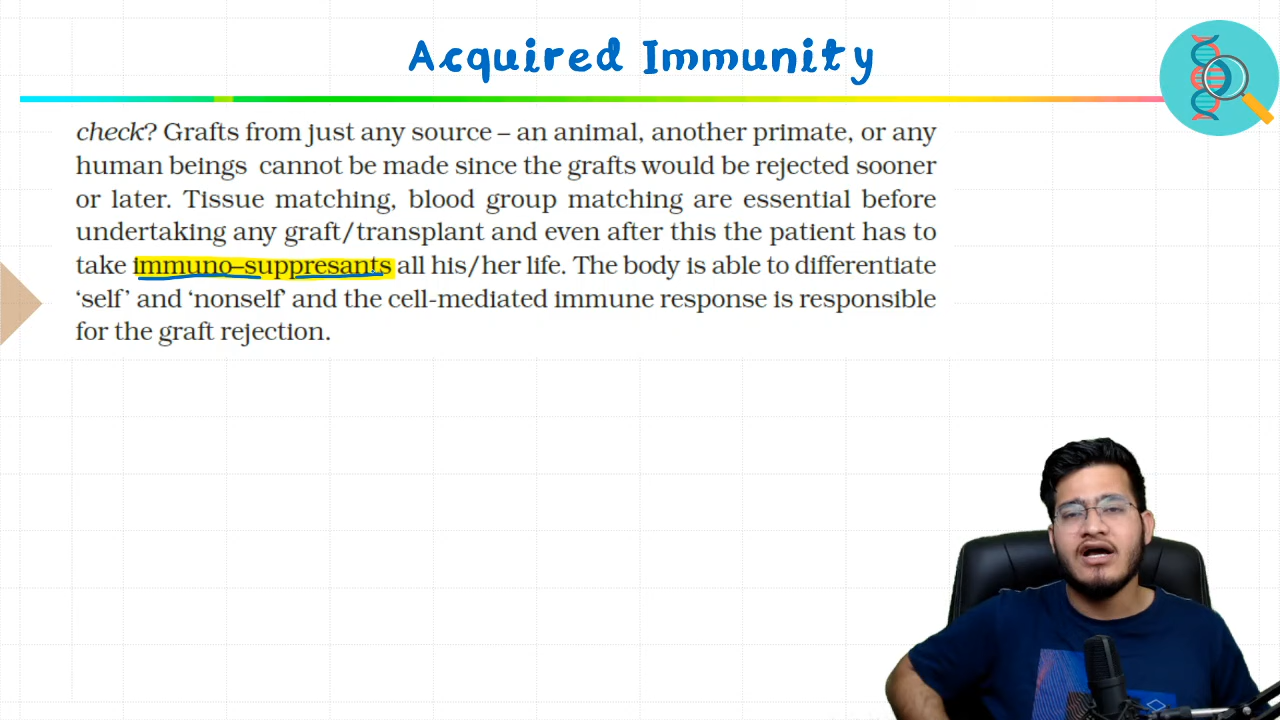 Acquired Immunity
check? Grafts from just any source – an animal, another primate, or any
human beings cannot be made since the grafts would be rejected sooner
or later. Tissue matching, blood group matching are essential before
undertaking any graft/transplant and even after this the patient has to
take immuno–suppresants all his/her life. The body is able to differentiate
‘self’ and ‘nonself’ and the cell-mediated immune response is responsible
for the graft rejection.